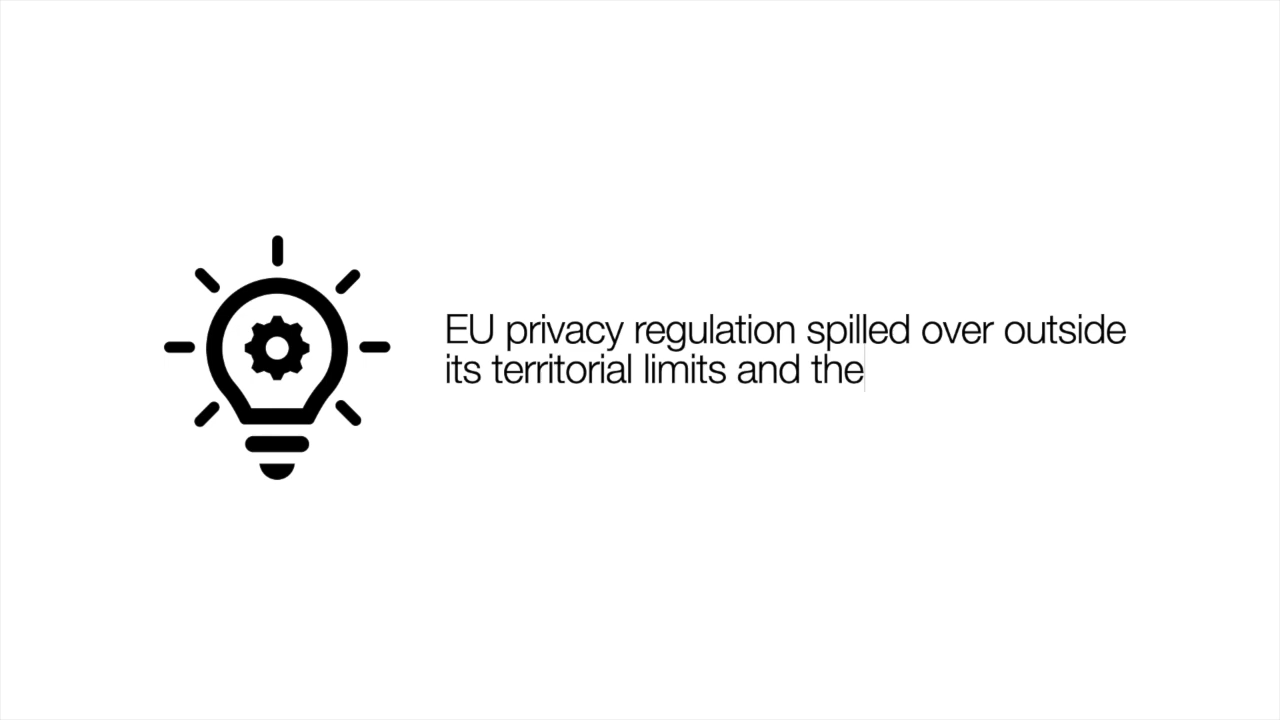 EU privacy regulation spilled over outside
its territorial limits and the